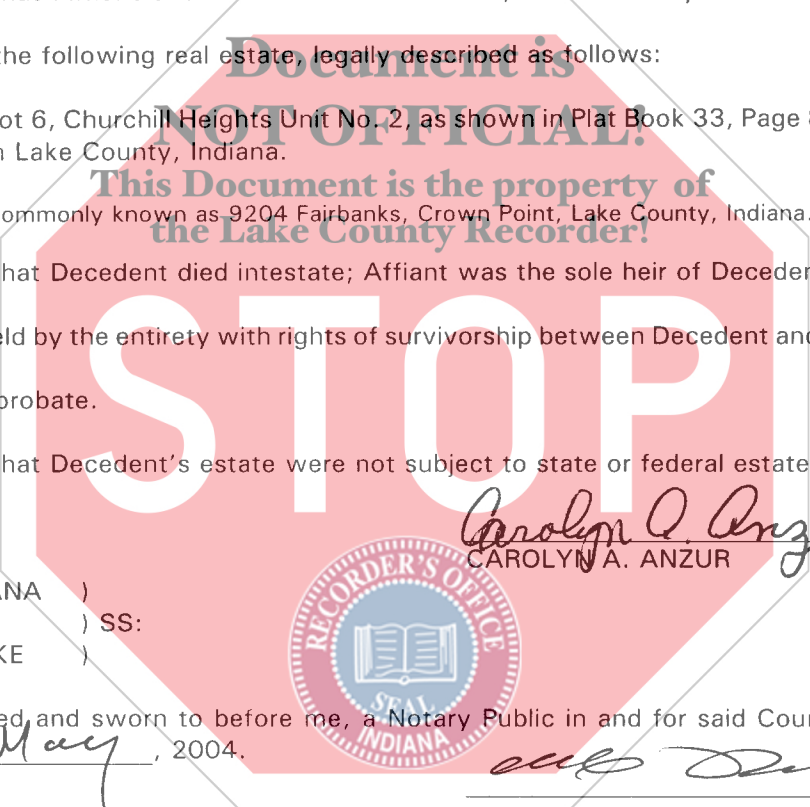 the following real estate, legally described as follows:
Document is
ot 6, Churchill Heights Unit No. 2, as shown in Plat Book 33, Page
NOT OFFICIAL!
Lake County, Indiana.
This Document is the property of
ommonly known as 9204 Fairbanks, Crown Point, Lake County, Indiana.
the Lake County Recorder!
hat Decedent died intestate; Affiant was the sole heir of Deceden
eld by the entirety with rights of survivorship between Decedent and
probate.
STOP
hat Decedent's estate were not subject to state or federal estate
Carolyn A. Anz
CAROLYN A. ANZUR
ANA )
) SS:
KE )
RECORDER'S OFFICE
SEAL
INDIANA
ed and sworn to before me, a Notary Public in and for said Coun
May, 2004.